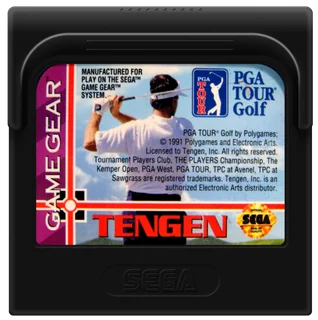 MANUFACTURED FOR
PLAY ON THE SEGA™
GAME GEAR™
SYSTEM.
PGA
TOUR
PGA
TOUR®
Golf
GAME GEAR™
PGA TOUR® Golf by Polygames;
© 1991 Polygames and Electronic Arts.
Licensed to Tengen, Inc. All rights reserved.
Tournament Players Club, THE PLAYERS Championship, The
Kemper Open, PGA West. PGA TOUR, TPC at Avenel, TPC at
Sawgrass are registered trademarks. Tengen, Inc. is an
authorized Electronic Arts distributor.
TENGEN
SEGA
SEGA